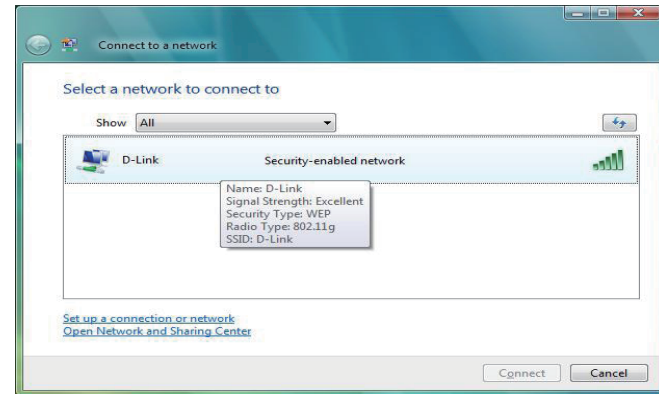 Connect to a network
Select a network to connect to
Show All
D-Link Security-enabled network
Name: D-Link
Signal Strength: Excellent
Security Type: WEP
Radio Type: 802.11g
SSID: D-Link
Set up a connection or network
Open Network and Sharing Center
Connect Cancel